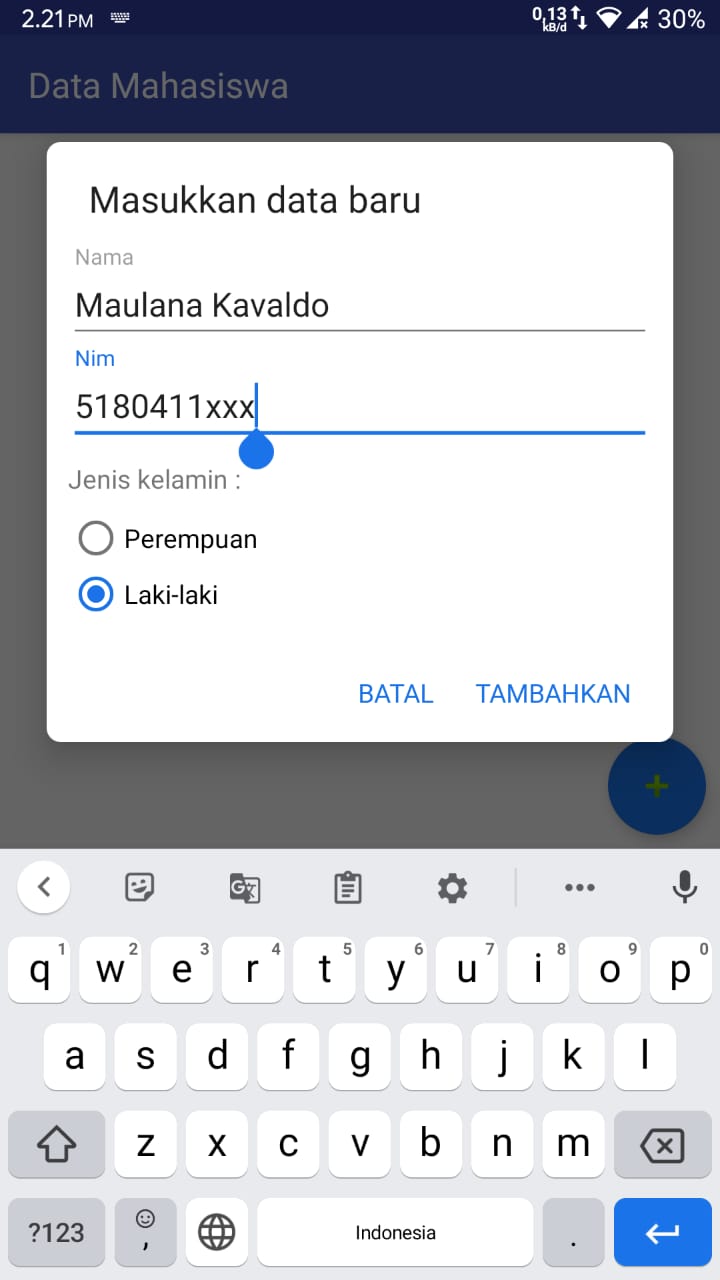 2.21 PM 0,13 kB/d 30%
Data Mahasiswa
Masukkan data baru
Nama
Maulana Kavaldo
Nim
5180411xxx
Jenis kelamin :
Perempuan
Laki-laki
BATAL TAMBAHKAN
+
q1 w2 e3 r4 t5 y6 u7 i8 o9 p0
a s d f g h j k l
z x c v b n m
?123 , Indonesia .